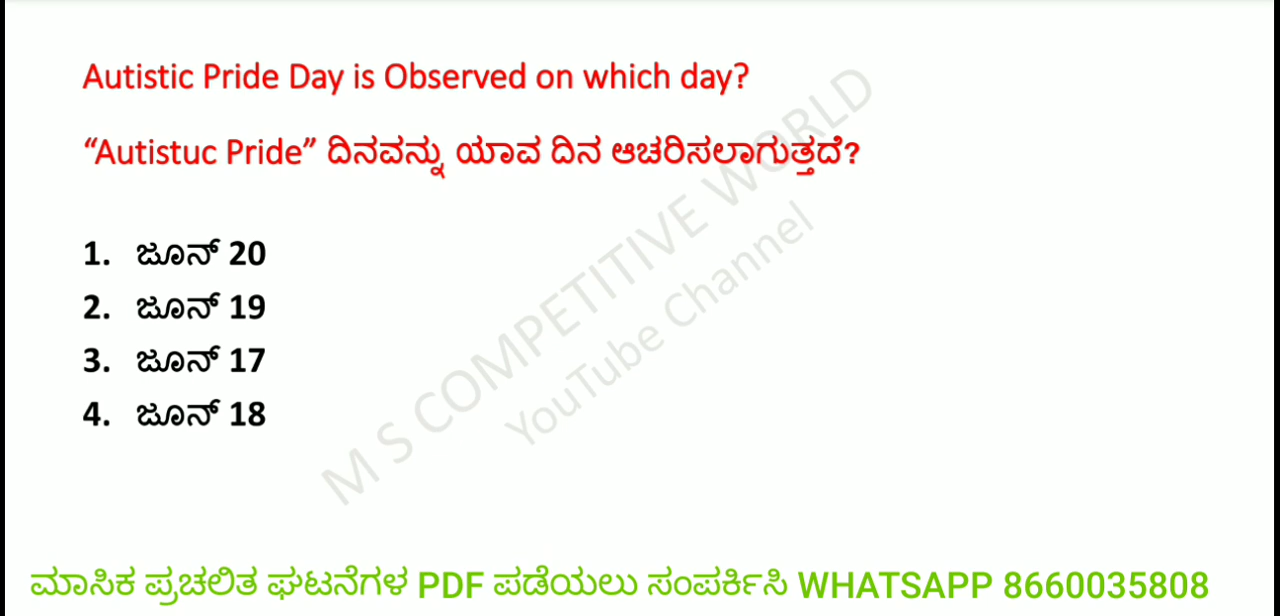 Autistic Pride Day is Observed on which day?
“Autistuc Pride” ದಿನವನ್ನು ಯಾವ ದಿನ ಆಚರಿಸಲಾಗುತ್ತದೆ?
1. ಜೂನ್ 20
2. ಜೂನ್ 19
3. ಜೂನ್ 17
4. ಜೂನ್ 18
M S COMPETITIVE WORLD
YouTube Channel
ಮಾಸಿಕ ಪ್ರಚಲಿತ ಘಟನೆಗಳ PDF ಪಡೆಯಲು ಸಂಪರ್ಕಿಸಿ WHATSAPP 8660035808